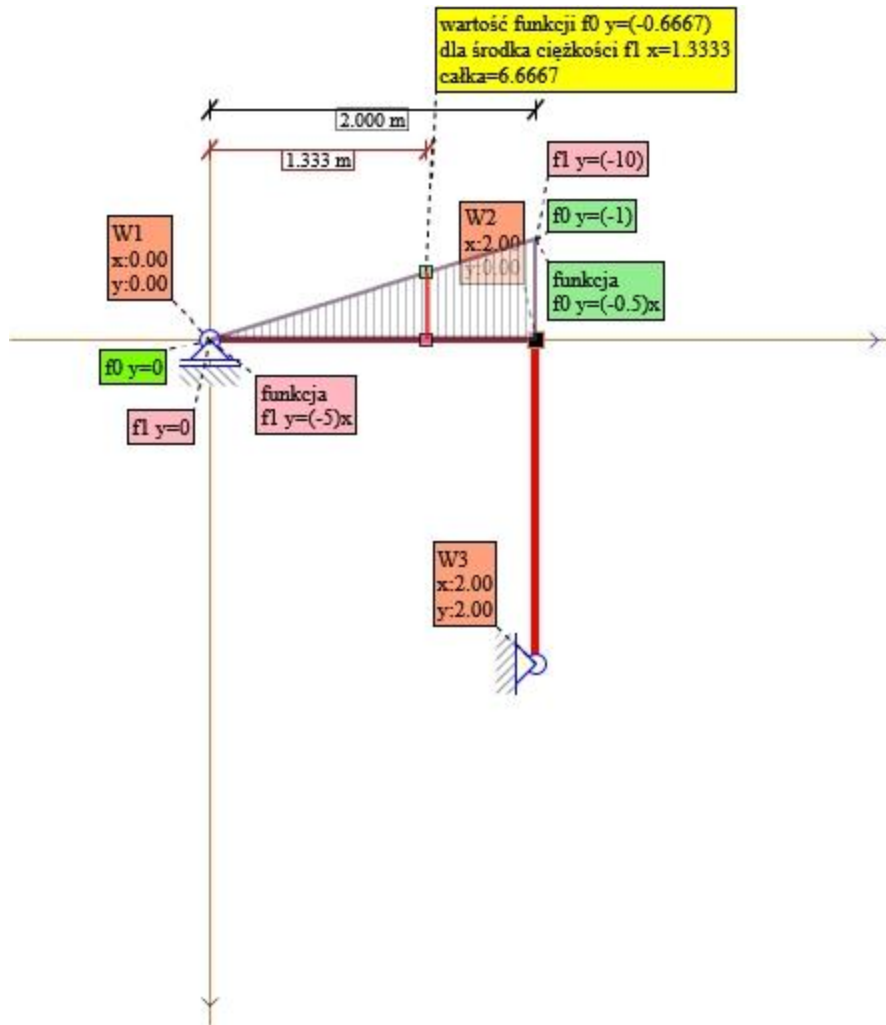 wartość funkcji f0 y=(-0.6667)
dla środka ciężkości f1 x=1.3333
całka=6.6667
2.000 m
1.333 m
f1 y=(-10)
W1
x:0.00
y:0.00
W2
x:2.00
y:0.00
f0 y=(-1)
funkcja
f0 y=(-0.5)x
f0 y=0
funkcja
f1 y=(-5)x
f1 y=0
W3
x:2.00
y:2.00